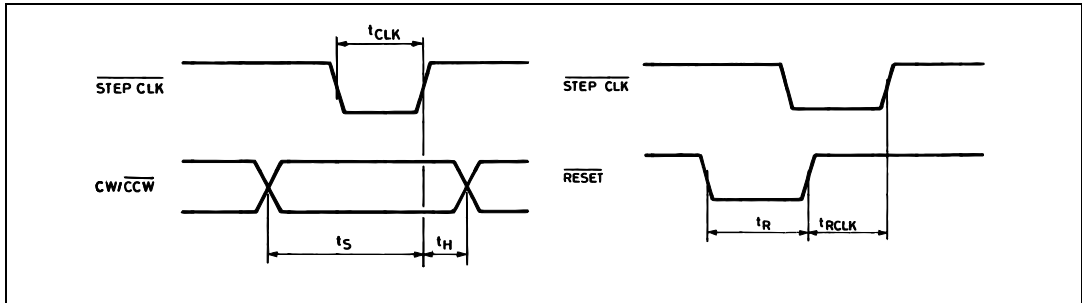 tCLK
STEP CLK
CW/CCW
tS
tH
STEP CLK
RESET
tR
tRCLK